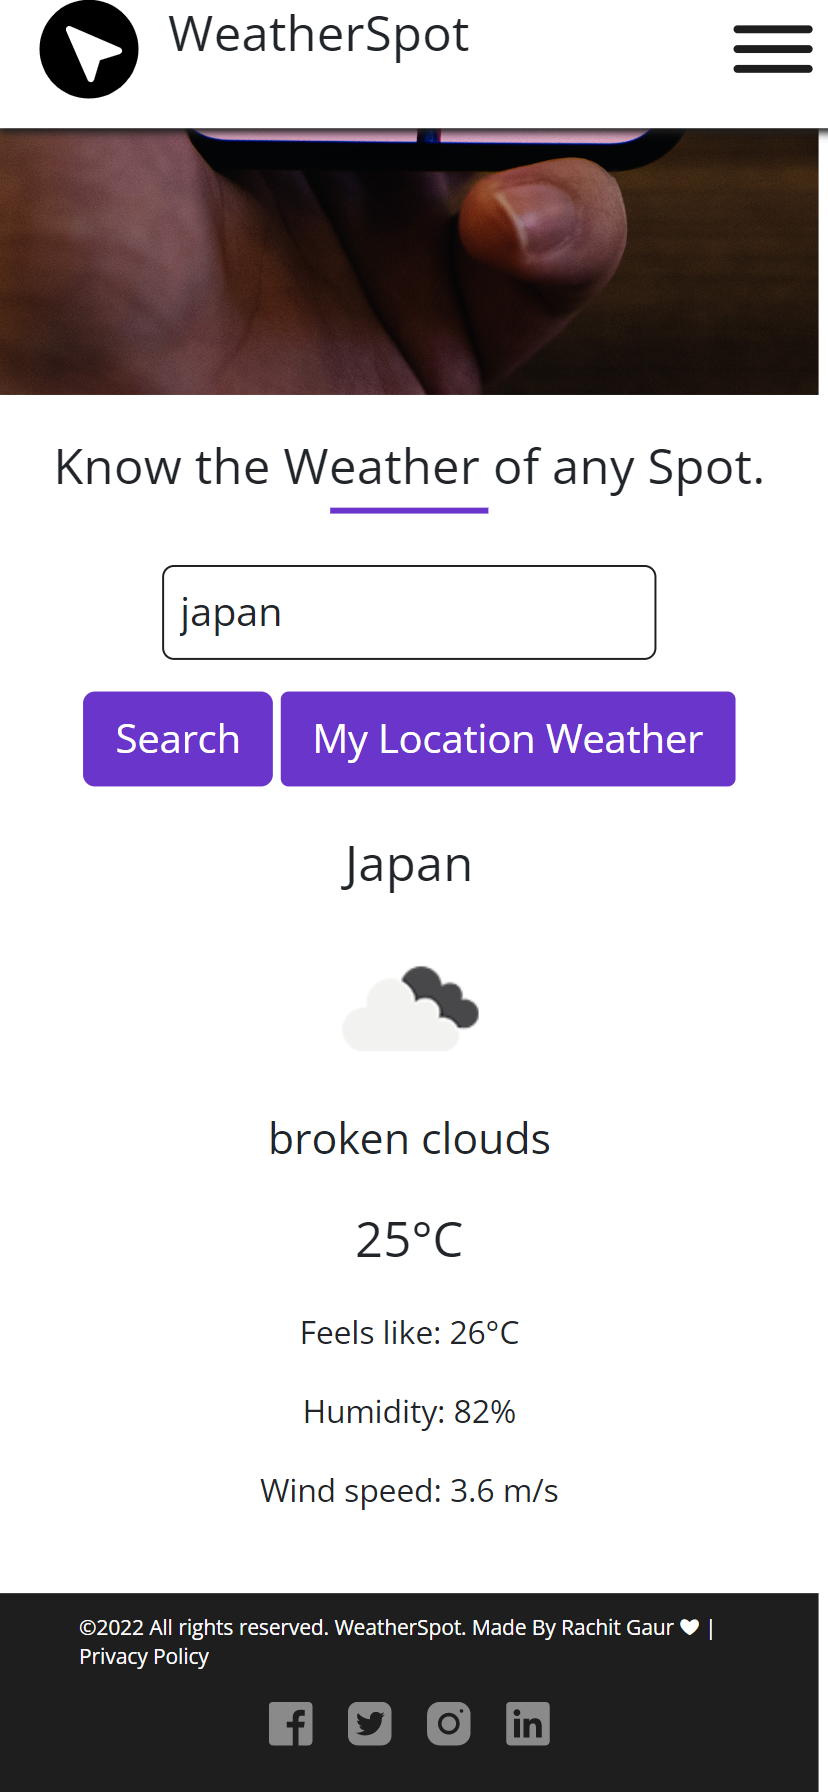 WeatherSpot
Know the Weather of any Spot.
japan
Search My Location Weather
Japan
broken clouds
25°C
Feels like: 26°C
Humidity: 82%
Wind speed: 3.6 m/s
©2022 All rights reserved. WeatherSpot. Made By Rachit Gaur 🤍 |
Privacy Policy